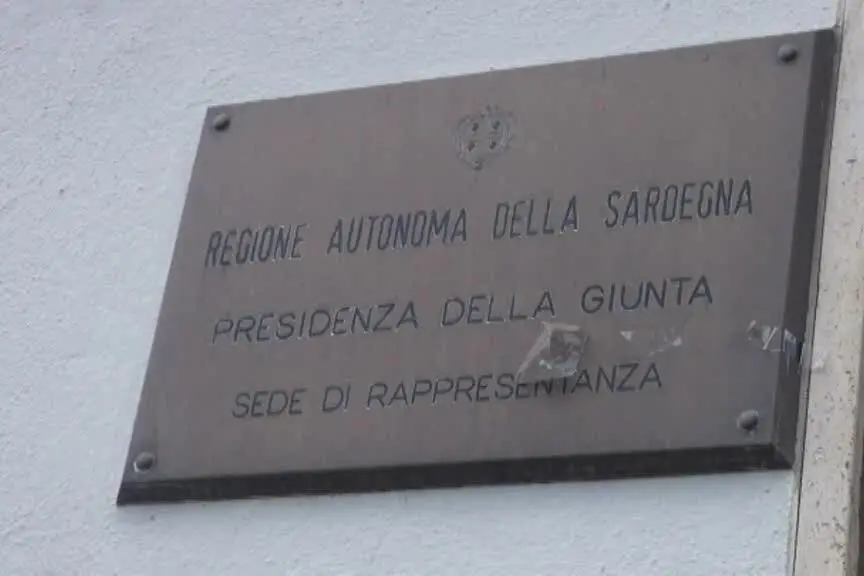 REGIONE AUTONOMA DELLA SARDEGNA
PRESIDENZA DELLA GIUNTA
SEDE DI RAPPRESENTANZA